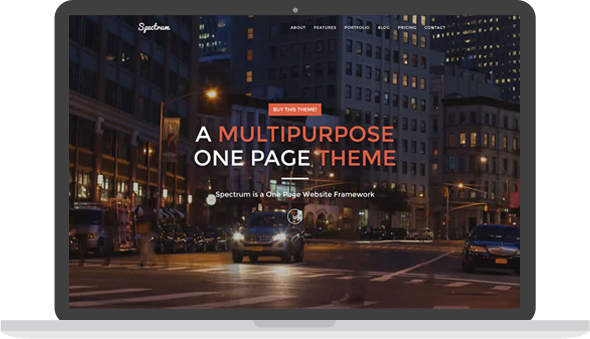 Spectrum
ABOUT FEATURES PORTFOLIO BLOG PRICING CONTACT
BUY THIS THEME!
A MULTIPURPOSE
ONE PAGE THEME
Spectrum is a One Page Website Framework